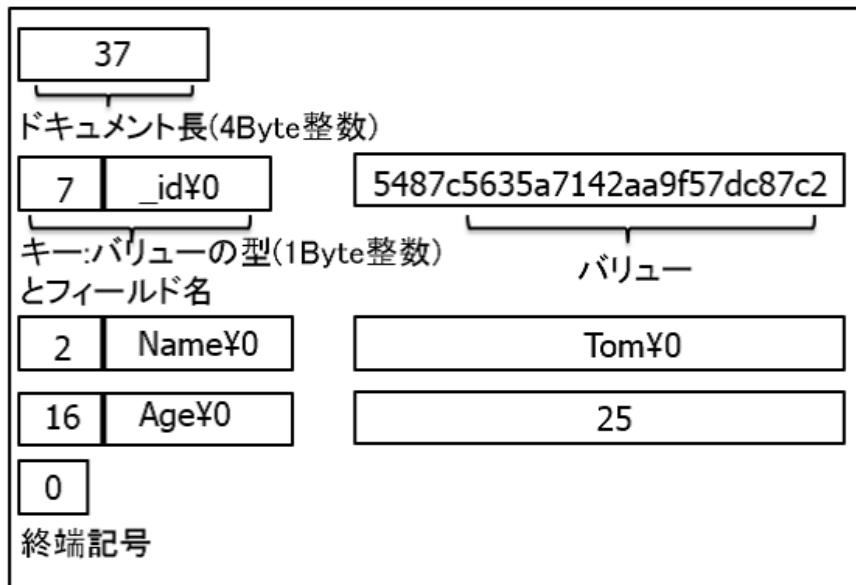 37
ドキュメント長(4Byte整数)
7 _id¥0 5487c5635a7142aa9f57dc87c2
キー:バリューの型(1Byte整数)
とフィールド名
バリュー
2 Name¥0 Tom¥0
16 Age¥0 25
0
終端記号